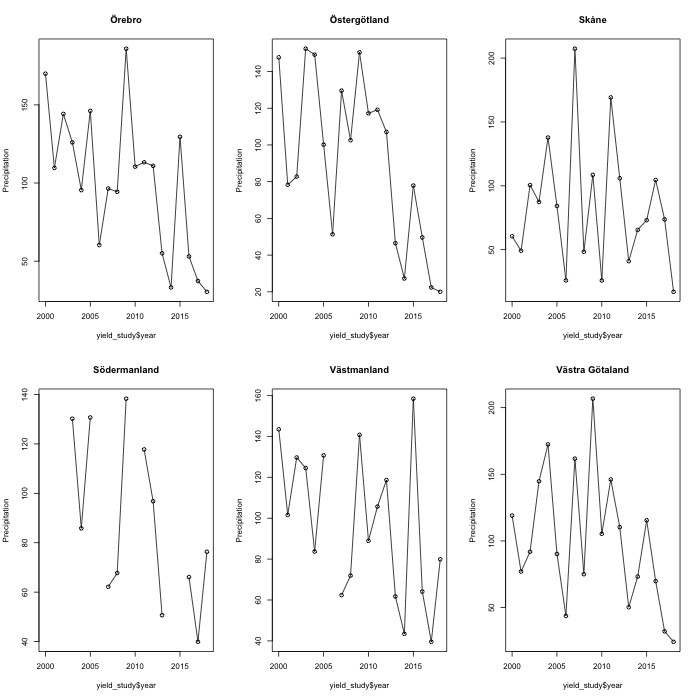 Örebro
Precipitation
50 100 150
2000 2005 2010 2015
yield_study$year
Östergötland
Precipitation
20 40 60 80 100 120 140
2000 2005 2010 2015
yield_study$year
Skåne
Precipitation
50 100 150 200
2000 2005 2010 2015
yield_study$year
Södermanland
Precipitation
40 60 80 100 120 140
2000 2005 2010 2015
yield_study$year
Västmanland
Precipitation
40 60 80 100 120 140 160
2000 2005 2010 2015
yield_study$year
Västra Götaland
Precipitation
50 100 150 200
2000 2005 2010 2015
yield_study$year